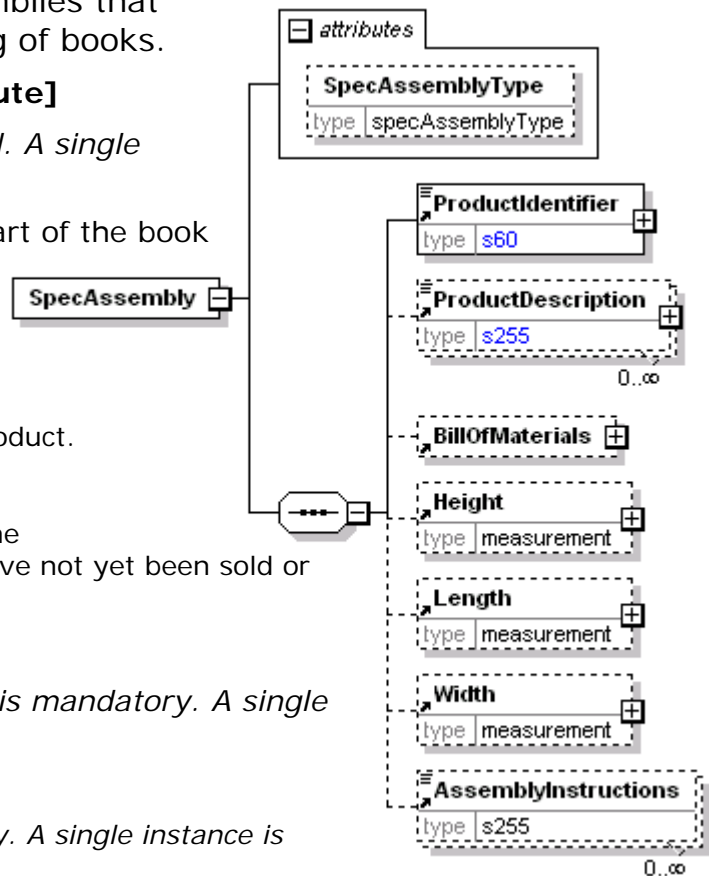 that
g of books.
ute]
A single
art of the book
oduct.
ve not yet been sold or
is mandatory. A single
A single instance is
attributes
SpecAssemblyType
type specAssemblyType
SpecAssembly
ProductIdentifier
type s60
ProductDescription
type s255
0..∞
BillOfMaterials
Height
type measurement
Length
type measurement
Width
type measurement
AssemblyInstructions
type s255
0..∞